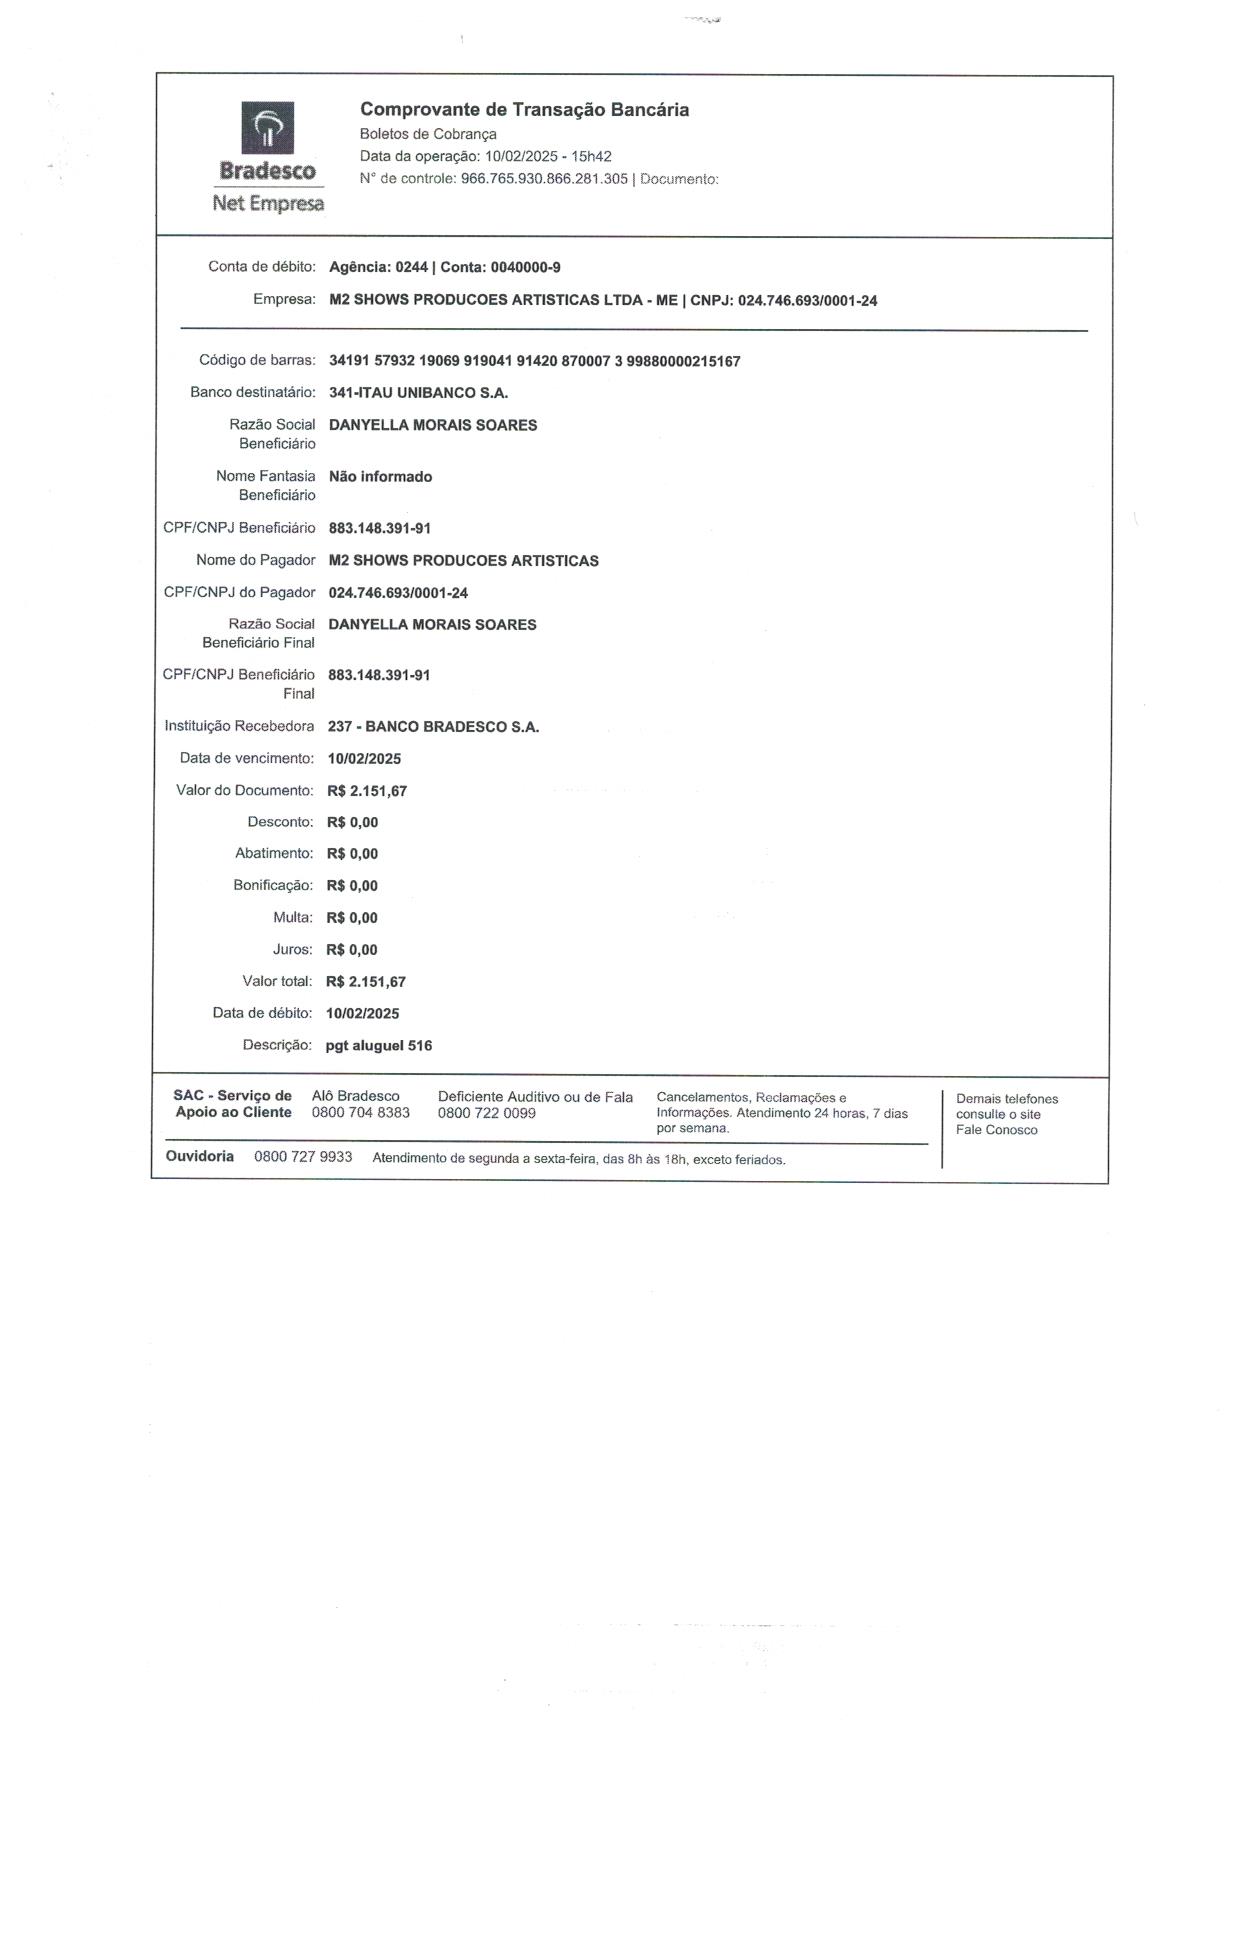 Comprovante de Transação Bancária
Boletos de Cobrança
Data da operação: 10/02/2025 - 15h42
N° de controle: 966.765.930.866.281.305 | Documento:
Bradesco
Net Empresa
Conta de débito: Agência: 0244 | Conta: 0040000-9
Empresa: M2 SHOWS PRODUCOES ARTISTICAS LTDA - ME | CNPJ: 024.746.693/0001-24
Código de barras: 34191 57932 19069 919041 91420 870007 3 99880000215167
Banco destinatário: 341-ITAU UNIBANCO S.A.
Razão Social DANYELLA MORAIS SOARES
Beneficiário
Nome Fantasia Não informado
Beneficiário
CPF/CNPJ Beneficiário 883.148.391-91
Nome do Pagador M2 SHOWS PRODUCOES ARTISTICAS
CPF/CNPJ do Pagador 024.746.693/0001-24
Razão Social DANYELLA MORAIS SOARES
Beneficiário Final
CPF/CNPJ Beneficiário 883.148.391-91
Final
Instituição Recebedora 237 - BANCO BRADESCO S.A.
Data de vencimento: 10/02/2025
Valor do Documento: R$ 2.151,67
Desconto: R$ 0,00
Abatimento: R$ 0,00
Bonificação: R$ 0,00
Multa: R$ 0,00
Juros: R$ 0,00
Valor total: R$ 2.151,67
Data de débito: 10/02/2025
Descrição: pgt aluguel 516
SAC - Serviço de Apoio ao Cliente
Alô Bradesco
0800 704 8383
Deficiente Auditivo ou de Fala
0800 722 0099
Cancelamentos, Reclamações e
Informações. Atendimento 24 horas, 7 dias
por semana.
Demais telefones
consulte o site
Fale Conosco
Ouvidoria 0800 727 9933 Atendimento de segunda a sexta-feira, das 8h às 18h, exceto feriados.